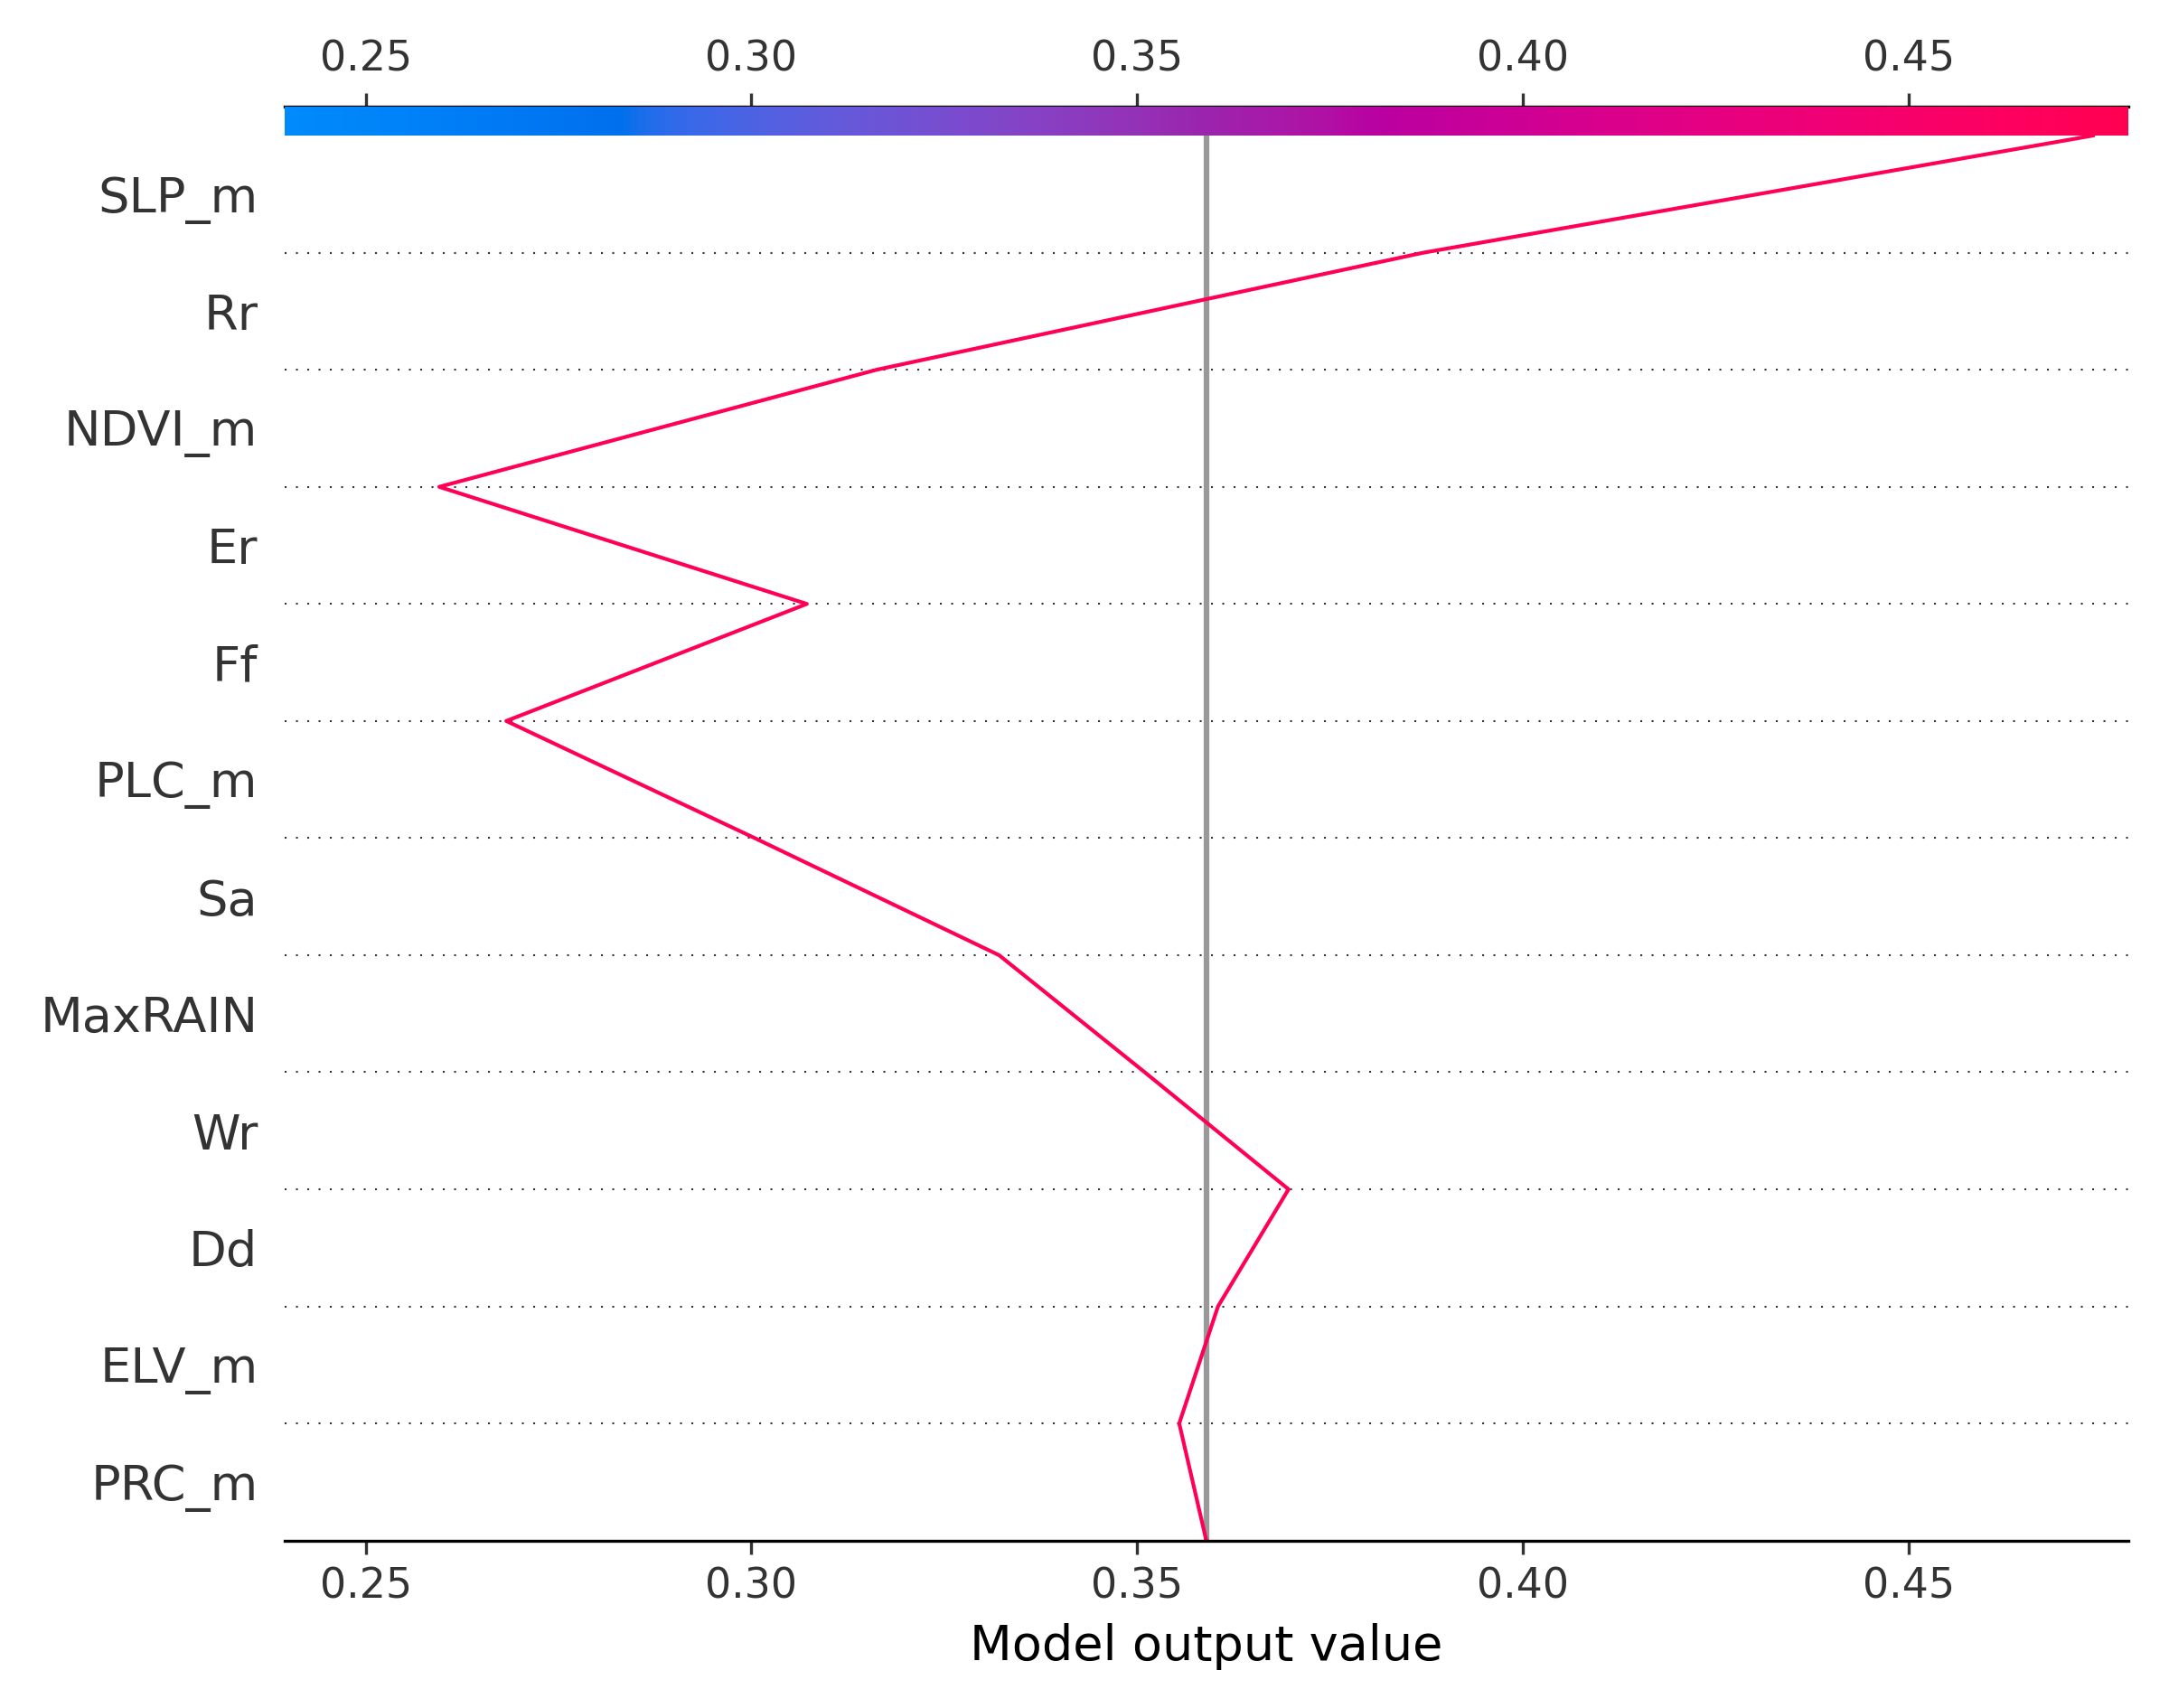 0.25 0.30 0.35 0.40 0.45
SLP_m
Rr
NDVI_m
Er
Ff
PLC_m
Sa
MaxRAIN
Wr
Dd
ELV_m
PRC_m
0.25 0.30 0.35 0.40 0.45
Model output value